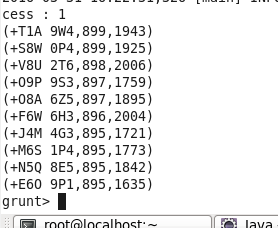 cess : 1
(+T1A 9W4,899,1943)
(+S8W 0P4,899,1925)
(+V8U 2T6,898,2006)
(+O9P 9S3,897,1759)
(+O8A 6Z5,897,1895)
(+F6W 6H3,896,2004)
(+J4M 4G3,895,1721)
(+M6S 1P4,895,1773)
(+N5Q 8E5,895,1842)
(+E6O 9P1,895,1635)
grunt>
root@localhost:~ Java